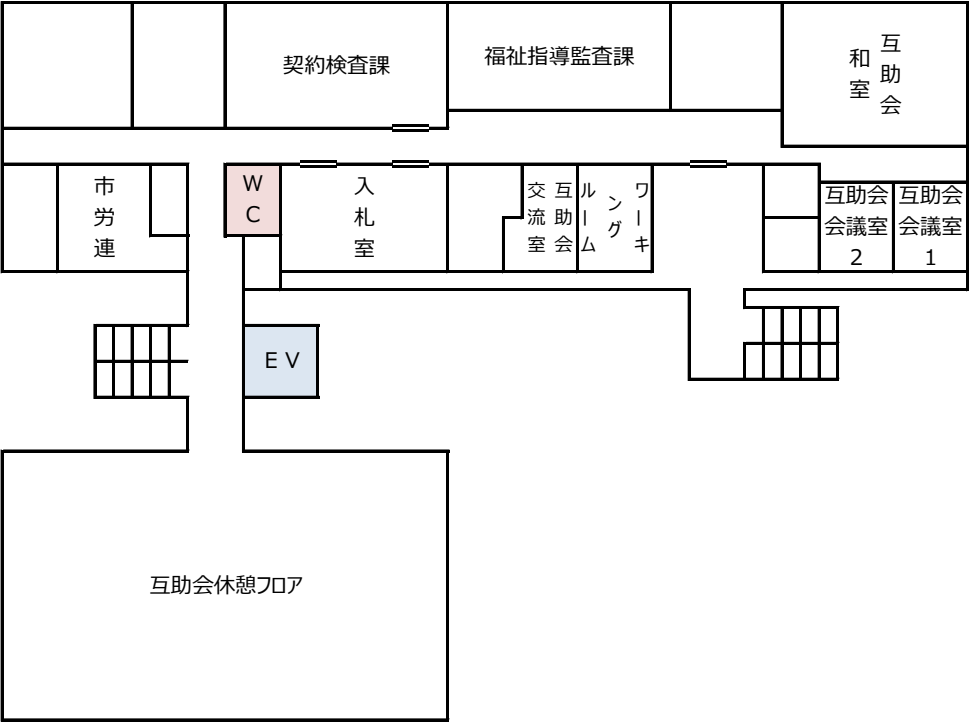 契約検査課
福祉指導監査課
互助会
和室
市労連
WC
入札室
互助会
交流室
ワーキ
ング
ルーム
互助会
会議室
2
互助会
会議室
1
EV
互助会休憩フロア